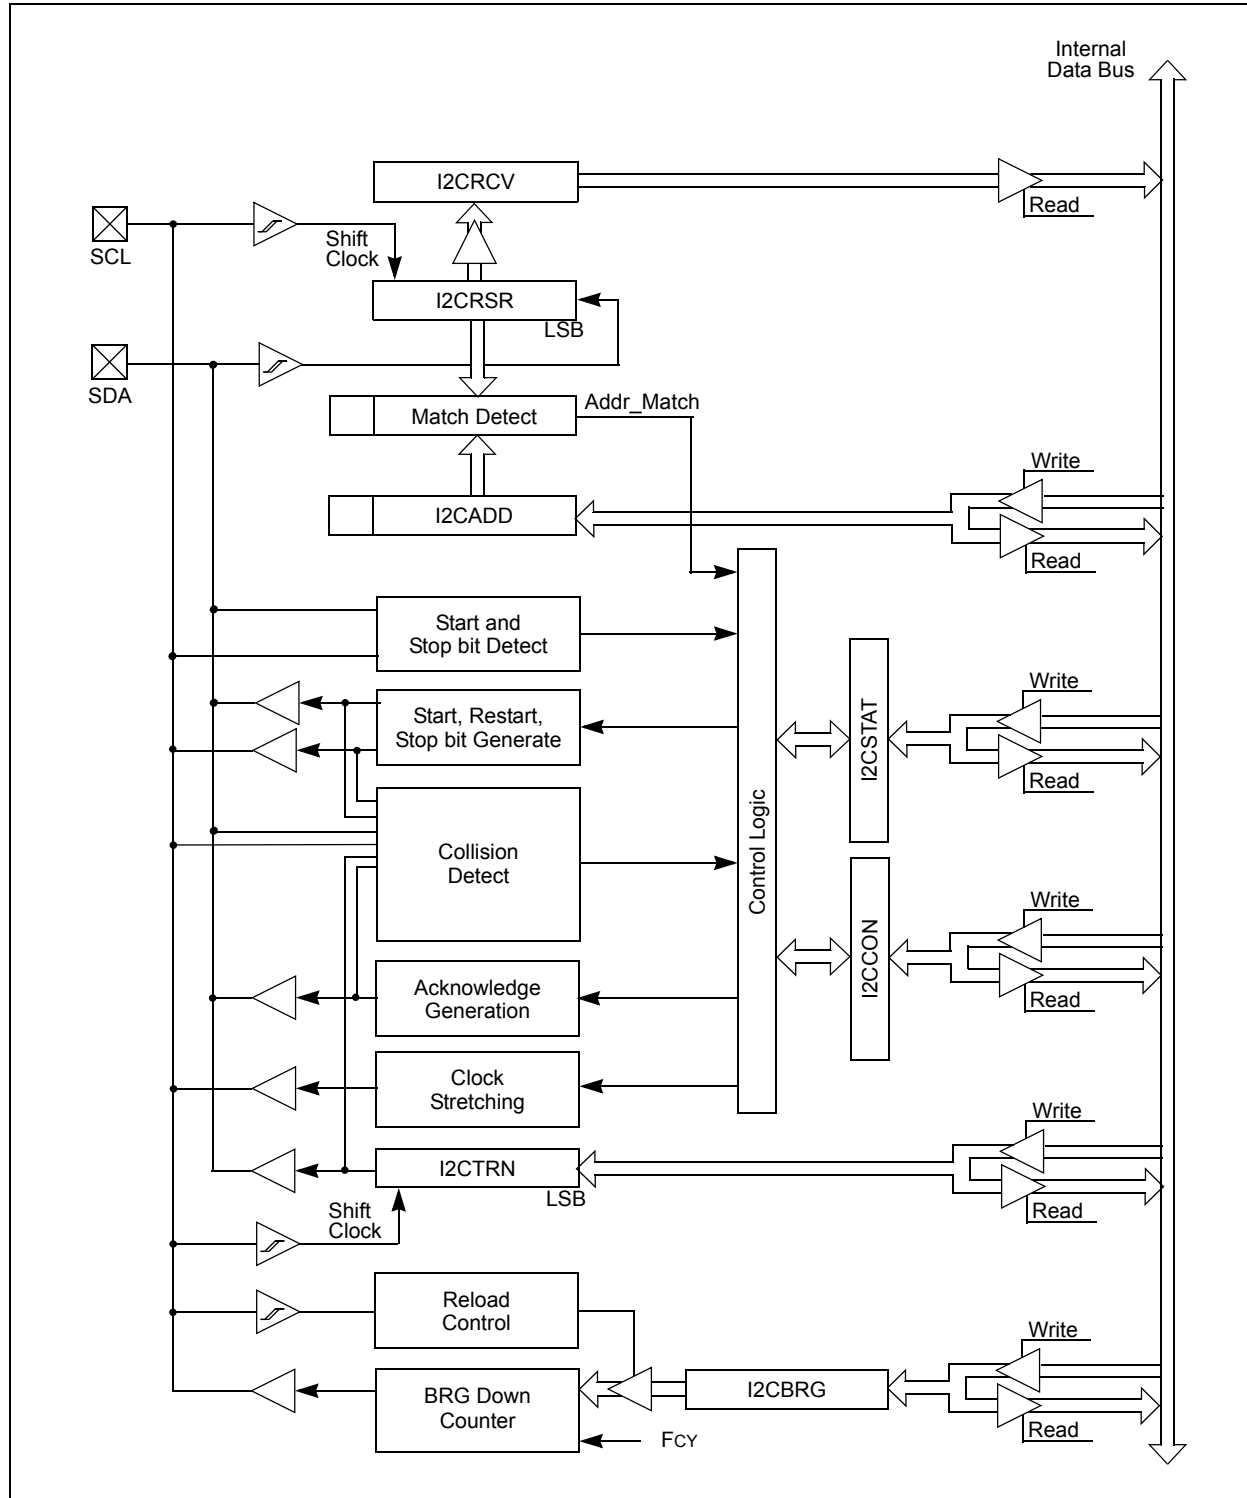 Internal
Data Bus
I2CRCV
Read
SCL
Shift
Clock
I2CRSR
LSB
SDA
Match Detect
Addr_Match
Write
I2CADD
Read
Start and
Stop bit Detect
Write
Start, Restart,
Stop bit Generate
I2CSTAT
Read
Control Logic
Collision
Detect
Write
I2CCON
Acknowledge
Generation
Read
Clock
Stretching
Write
I2CTRN
LSB
Read
Shift
Clock
Reload
Control
Write
I2CBRG
BRG Down
Counter
Read
FCY